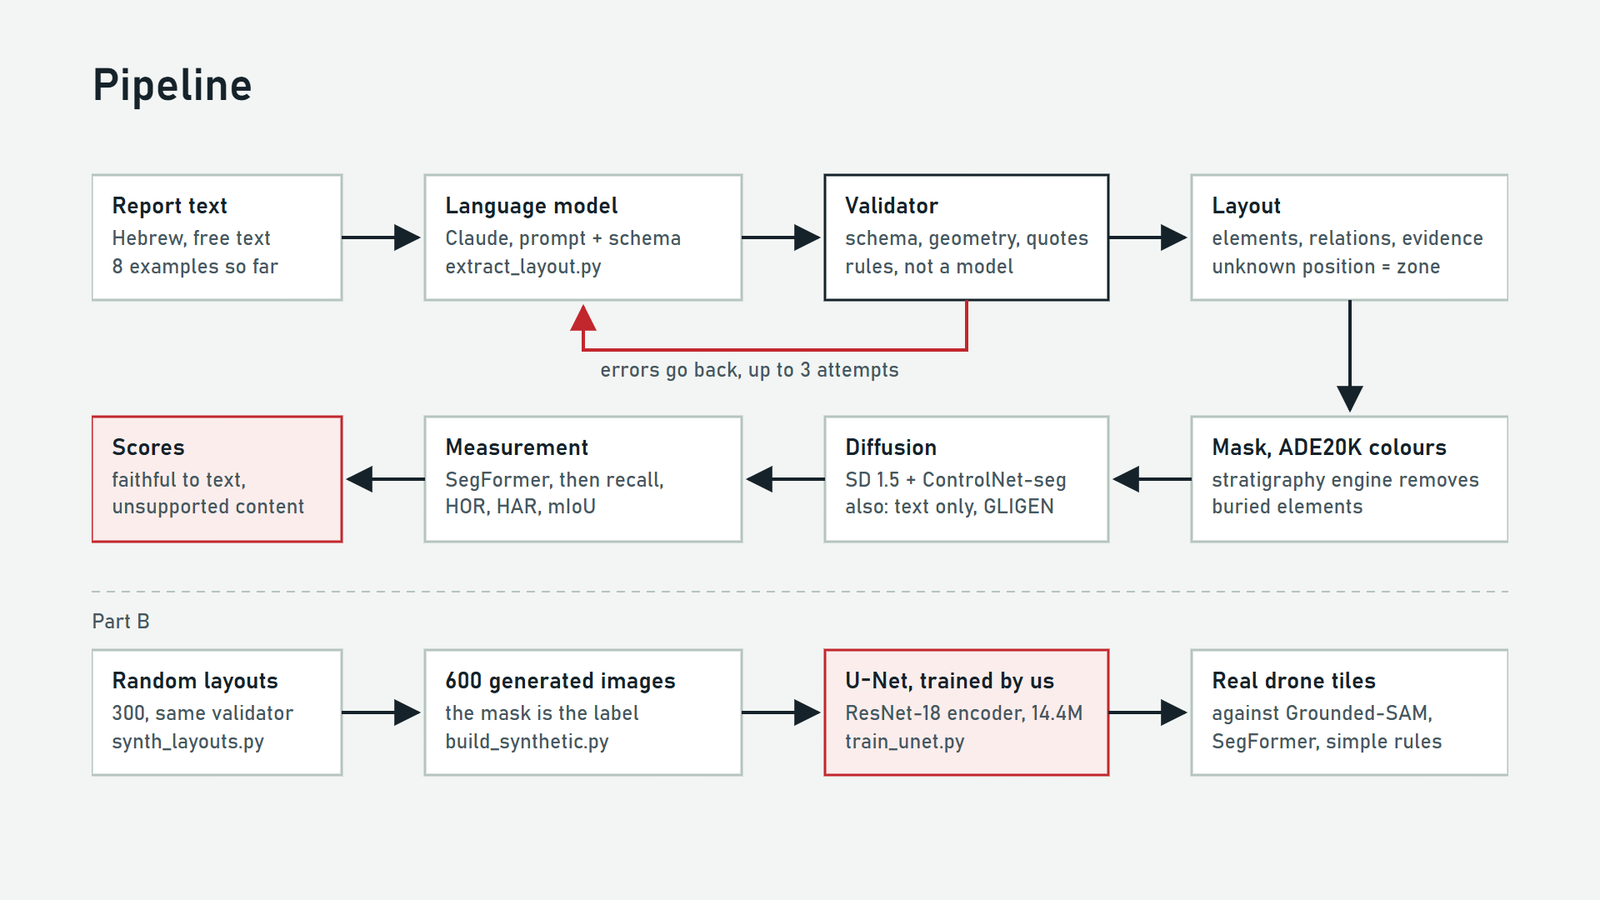 Pipeline
Report text
Hebrew, free text
8 examples so far
Language model
Claude, prompt + schema
extract_layout.py
Validator
schema, geometry, quotes
rules, not a model
Layout
elements, relations, evidence
unknown position = zone
errors go back, up to 3 attempts
Scores
faithful to text,
unsupported content
Measurement
SegFormer, then recall,
HOR, HAR, mIoU
Diffusion
SD 1.5 + ControlNet-seg
also: text only, GLIGEN
Mask, ADE20K colours
stratigraphy engine removes
buried elements
Part B
Random layouts
300, same validator
synth_layouts.py
600 generated images
the mask is the label
build_synthetic.py
U-Net, trained by us
ResNet-18 encoder, 14.4M
train_unet.py
Real drone tiles
against Grounded-SAM,
SegFormer, simple rules